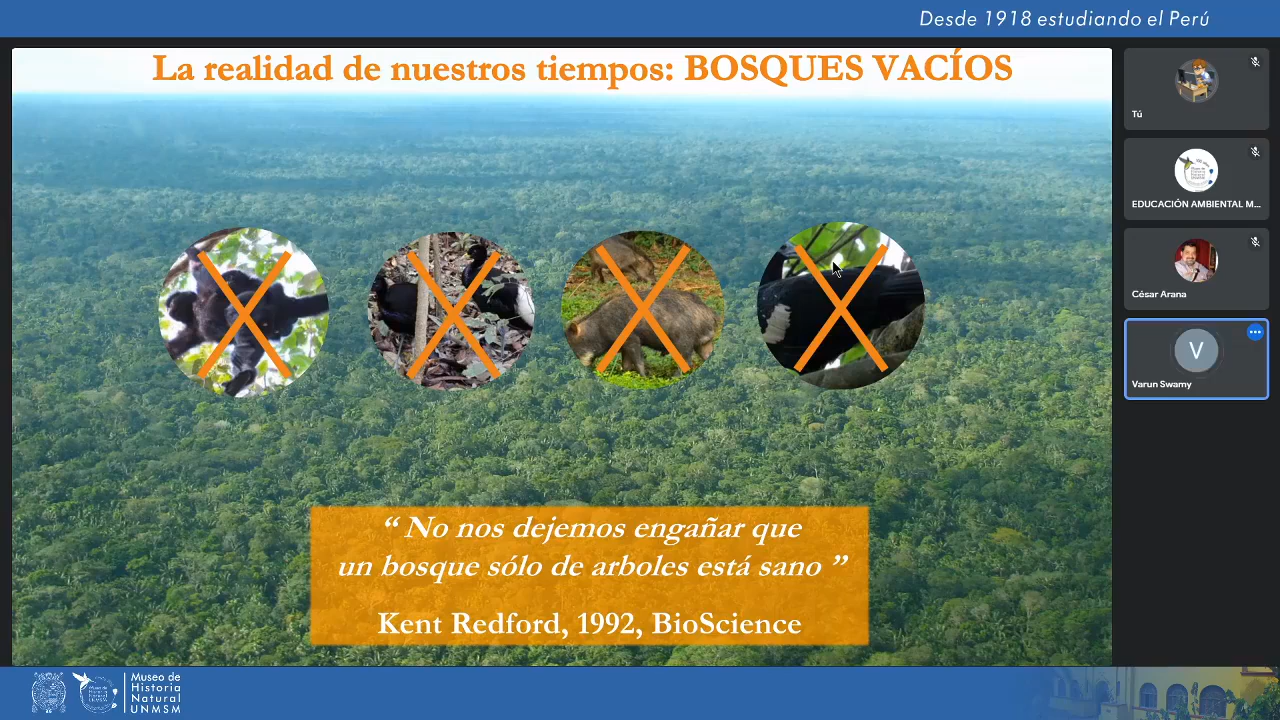 Desde 1918 estudiando el Perú
La realidad de nuestros tiempos: BOSQUES VACÍOS
Tú
EDUCACIÓN AMBIENTAL M...
César Arana
V
Varun Swamy
“ No nos dejemos engañar que
un bosque sólo de arboles está sano ”
Kent Redford, 1992, BioScience
Museo de
Historia
Natural
UNMSM